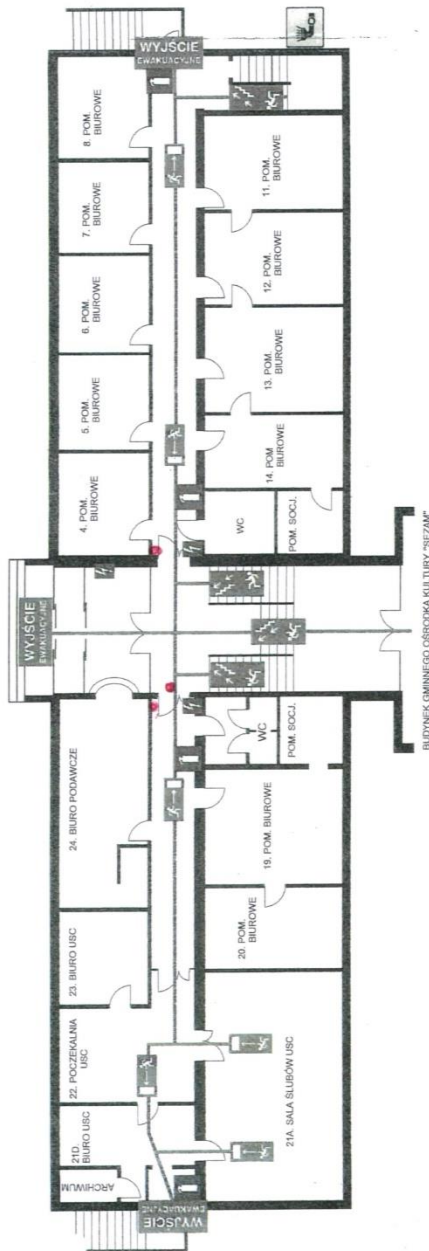 WYJŚCIE
EWAKUACYJNE
8. POM.
BIUROWE
7. POM.
BIUROWE
6. POM.
BIUROWE
5. POM.
BIUROWE
4. POM.
BIUROWE
11. POM.
BIUROWE
12. POM.
BIUROWE
13. POM.
BIUROWE
14. POM
BIUROWE
WC
POM. SOCJ.
WYJŚCIE
EWAKUACYJNE
BUDYNEK GMINNEGO OŚRODKA KULTURY "SEZAM"
24. BIURO PODAWCZE
23. BIURO USC
22. POCZEKALNIA
USC
21D.
BIURO USC
ARCHIWUM
WC
POM. SOCJ.
19. POM. BIUROWE
20. POM.
BIUROWE
21A. SALA ŚLUBÓW USC
WYJŚCIE
EWAKUACYJNE